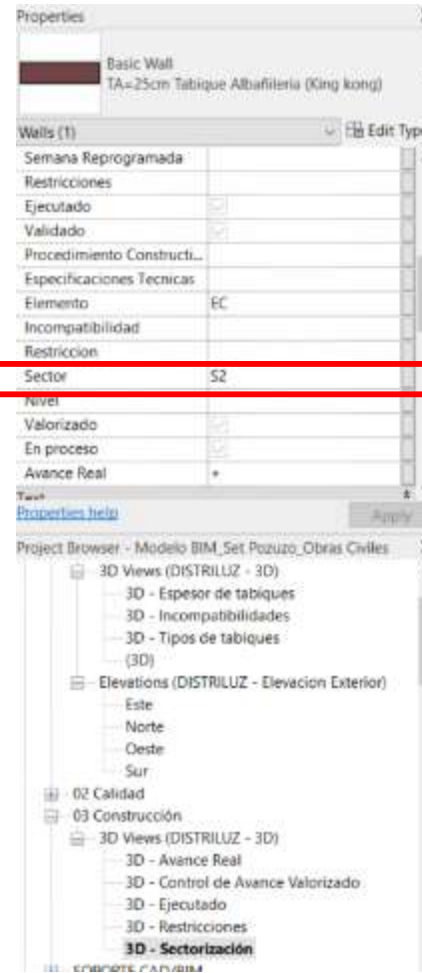 Properties
Basic Wall
TA=25cm Tabique Albañileria (King kong)
Walls (1) Edit Type
Semana Reprogramada
Restricciones
Ejecutado
Validado
Procedimiento Constructi...
Especificaciones Tecnicas
Elemento EC
Incompatibilidad
Restriccion
Sector S2
Nivel
Valorizado
En proceso
Avance Real
Text
Properties help Apply
Project Browser - Modelo BIM_Set Pozuzo_Obras Civiles
3D Views (DISTRILUZ - 3D)
3D - Espesor de tabiques
3D - Incompatibilidades
3D - Tipos de tabiques
(3D)
Elevations (DISTRILUZ - Elevacion Exterior)
Este
Norte
Oeste
Sur
02 Calidad
03 Construcción
3D Views (DISTRILUZ - 3D)
3D - Avance Real
3D - Control de Avance Valorizado
3D - Ejecutado
3D - Restricciones
3D - Sectorización
SOPORTE CAD/BIM